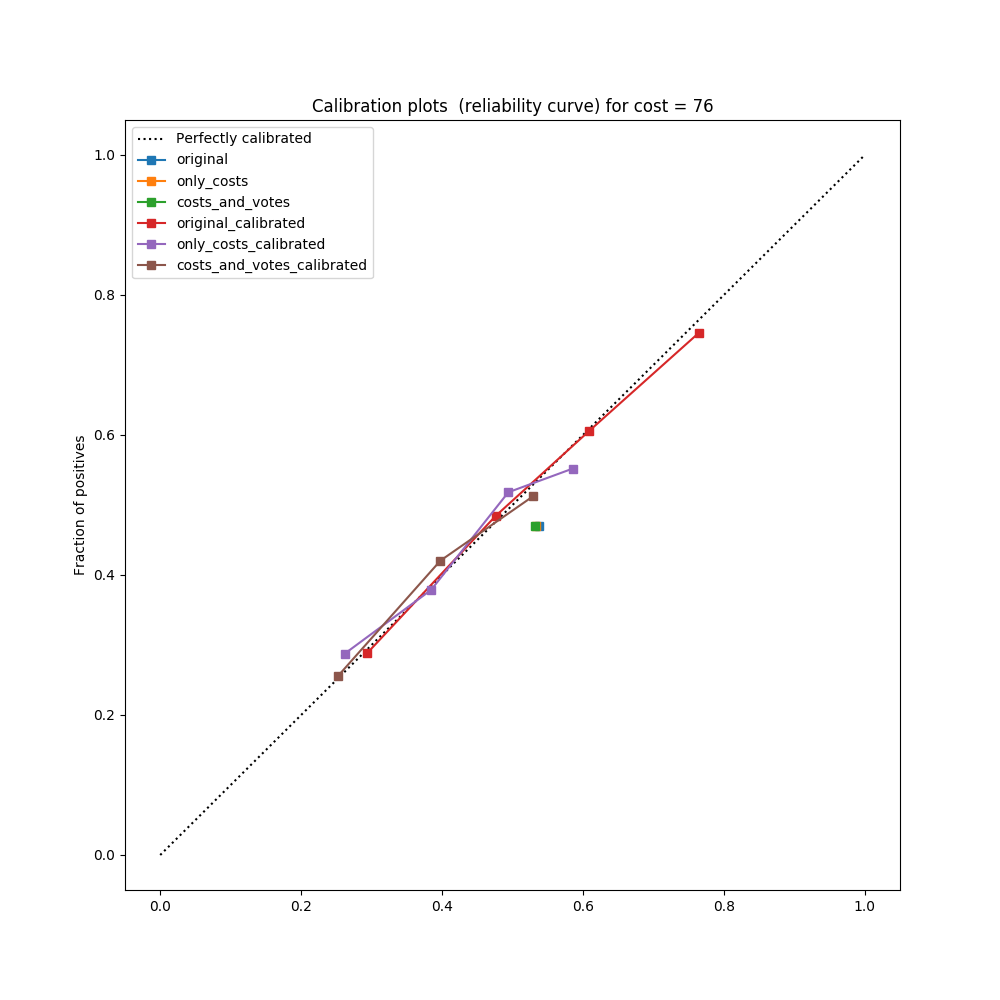 Calibration plots  (reliability curve) for cost = 76
Perfectly calibrated
original
only_costs
costs_and_votes
original_calibrated
only_costs_calibrated
costs_and_votes_calibrated
Fraction of positives
1.0
0.8
0.6
0.4
0.2
0.0
0.0 0.2 0.4 0.6 0.8 1.0